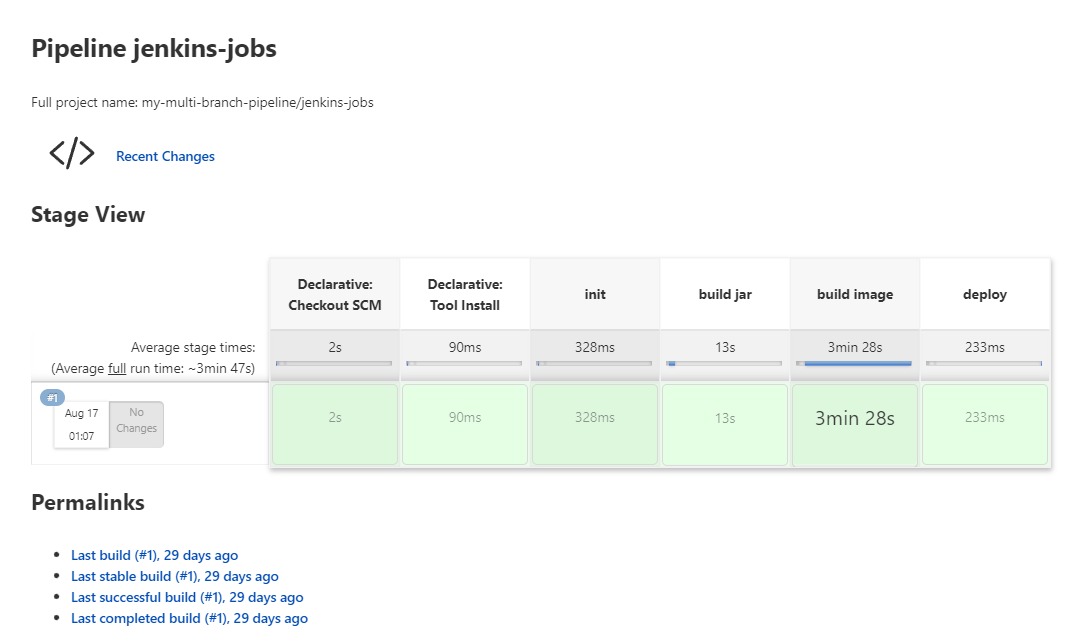 Pipeline jenkins-jobs
Full project name: my-multi-branch-pipeline/jenkins-jobs
</>
Recent Changes
Stage View
Declarative: Checkout SCM
Declarative: Tool Install
init
build jar
build image
deploy
Average stage times:
(Average full run time: ~3min 47s)
2s
90ms
328ms
13s
3min 28s
233ms
#1
Aug 17
01:07
No
Changes
2s
90ms
328ms
13s
3min 28s
233ms
Permalinks
Last build (#1), 29 days ago
Last stable build (#1), 29 days ago
Last successful build (#1), 29 days ago
Last completed build (#1), 29 days ago